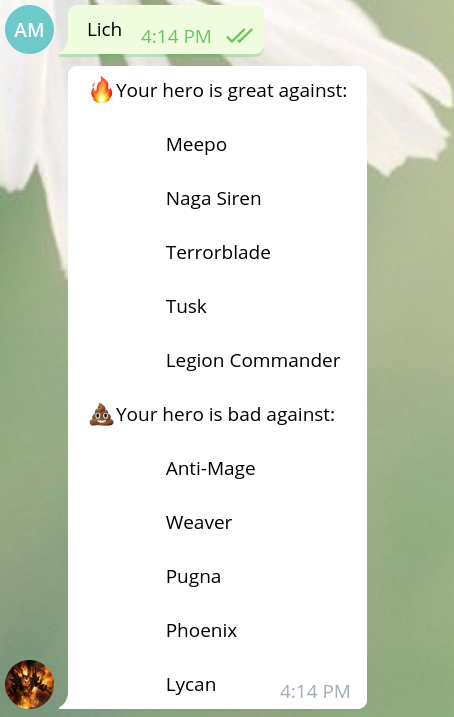 AM
Lich
4:14 PM
🔥Your hero is great against:
Meepo
Naga Siren
Terrorblade
Tusk
Legion Commander
💩Your hero is bad against:
Anti-Mage
Weaver
Pugna
Phoenix
Lycan
4:14 PM